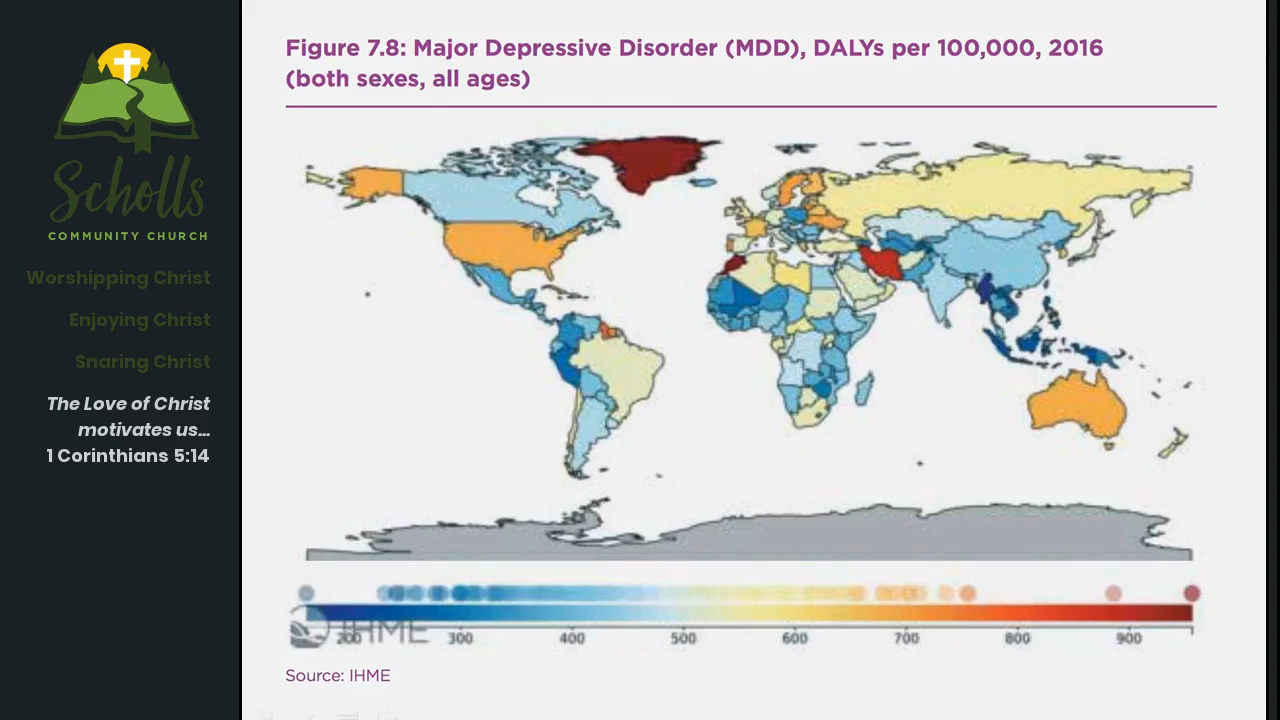 Scholls
COMMUNITY CHURCH
Worshipping Christ
Enjoying Christ
Snaring Christ
The Love of Christ
motivates us...
1 Corinthians 5:14
Figure 7.8: Major Depressive Disorder (MDD), DALYs per 100,000, 2016
(both sexes, all ages)
IHME
200 300 400 500 600 700 800 900
Source: IHME